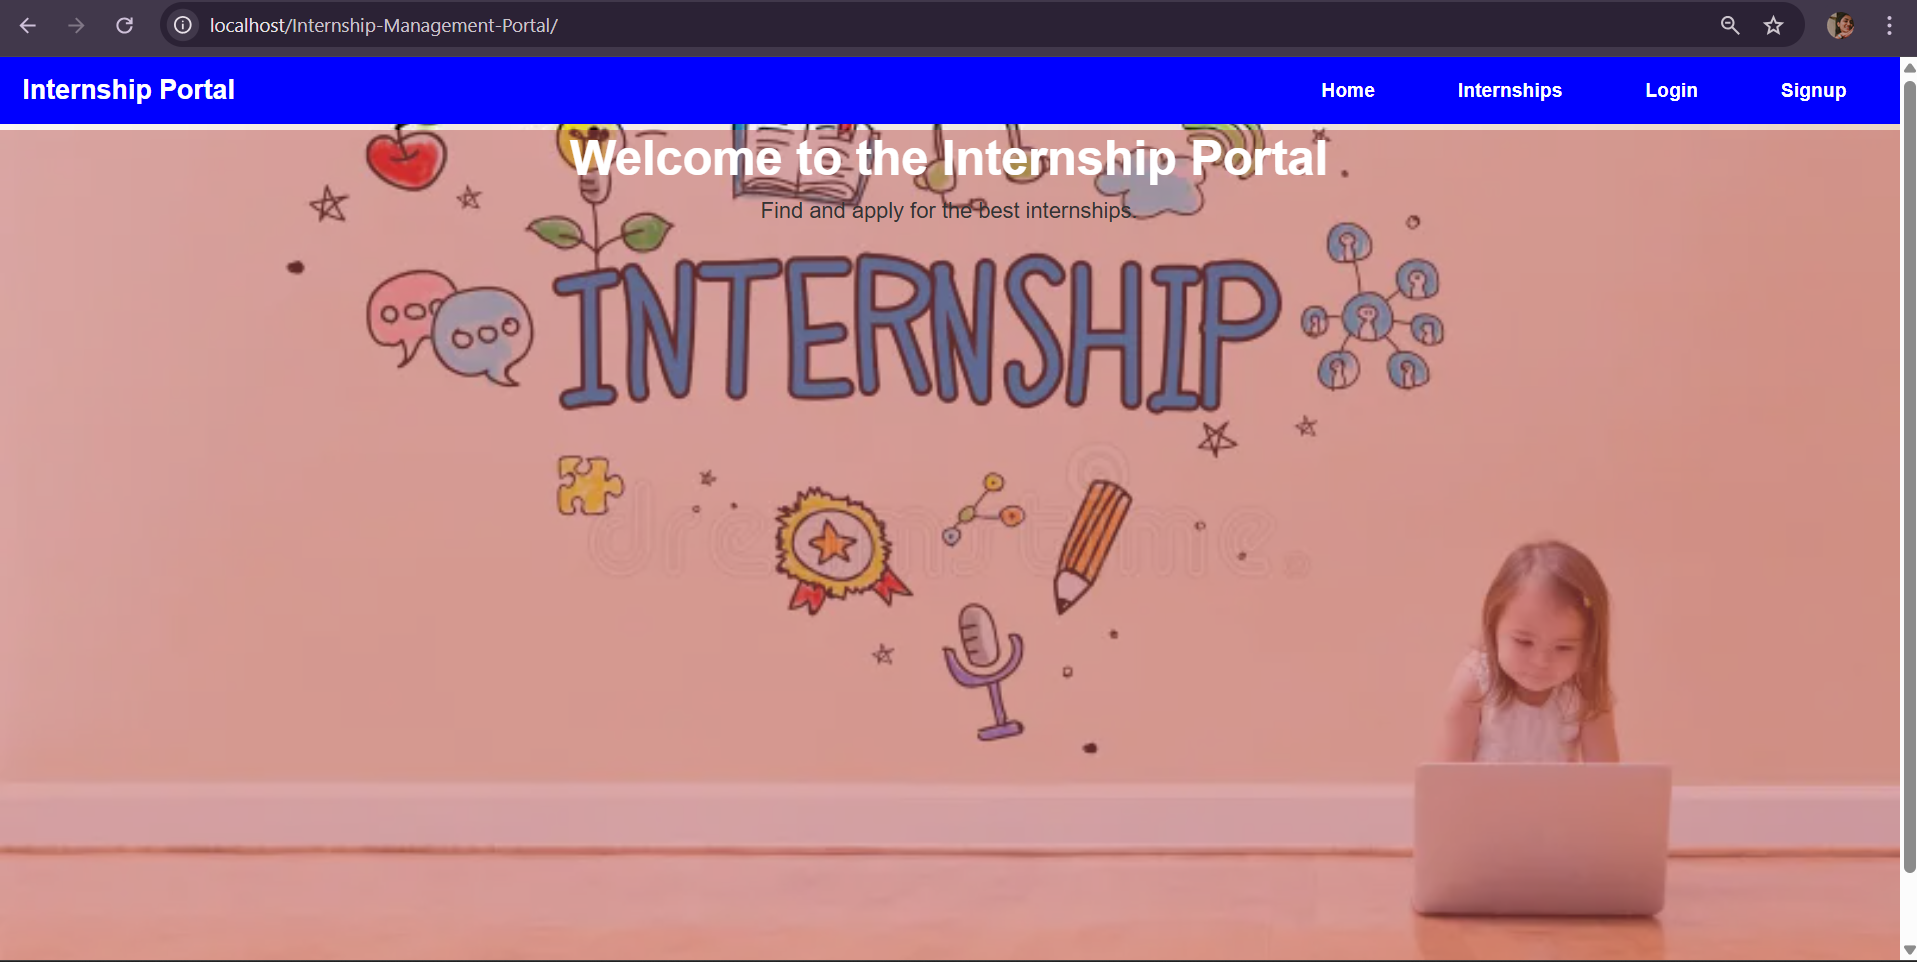 localhost/Internship-Management-Portal/
Internship Portal
Home Internships Login Signup
Welcome to the Internship Portal
Find and apply for the best internships.
INTERNSHIP
dreamstime